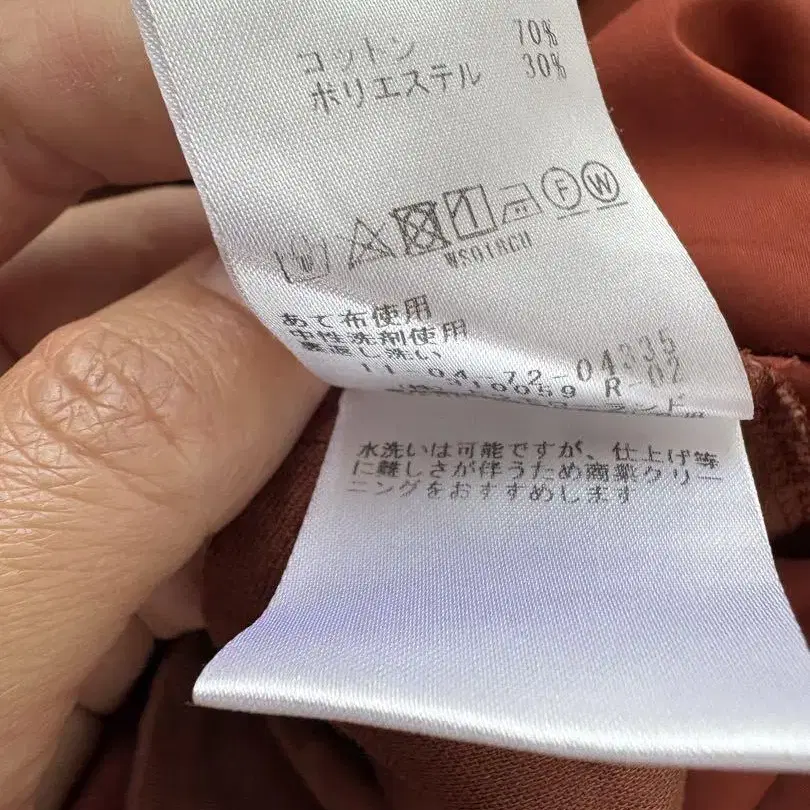 コットン 70%
ポリエステル 30%
F W
あて布使用
中性洗剤使用
裏返し洗い
11-04 72-04335
310059 R-02
水洗いは可能ですが、仕上げ等
に難しさが伴うため商業クリー
ニングをおすすめします